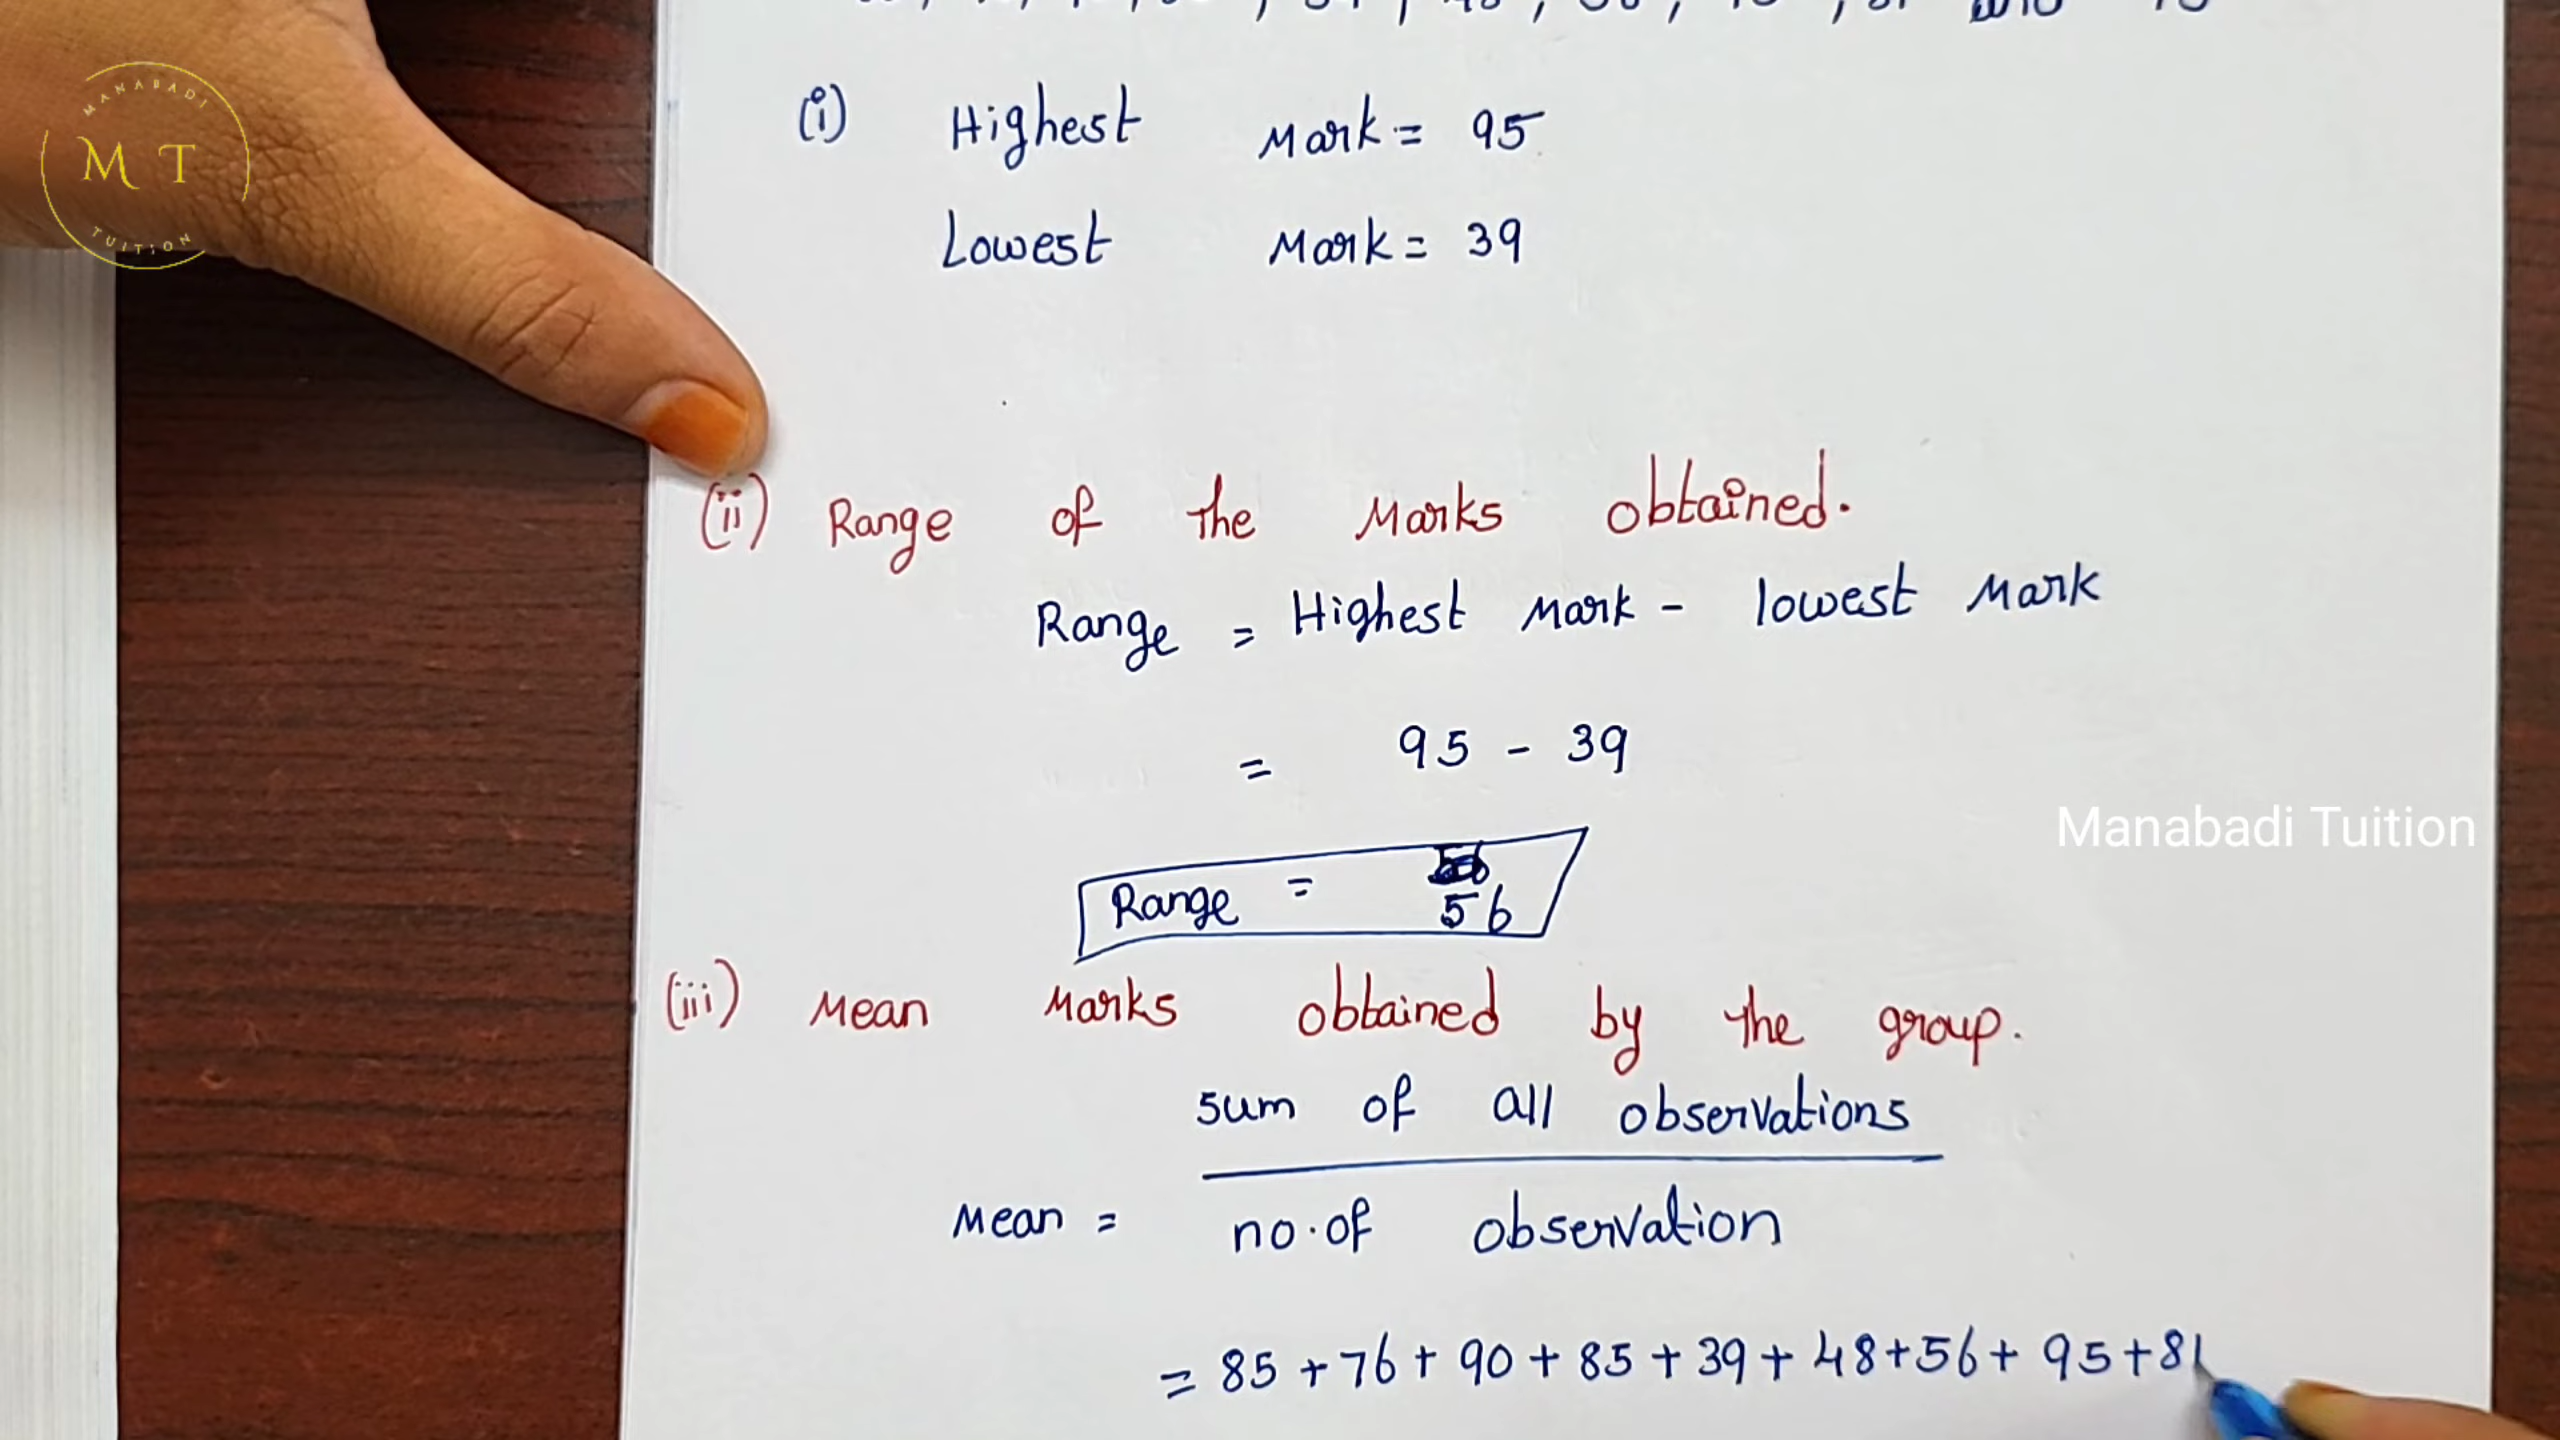 MANABADI
M T
TUITION
(i) Highest Mark = 95
Lowest Mark = 39
(ii) Range of the Marks obtained.
Range = Highest Mark - lowest Mark
= 95 - 39
Range = 56
Manabadi Tuition
(iii) Mean Marks obtained by the group.
sum of all observations
Mean = no. of observation
= 85 + 76 + 90 + 85 + 39 + 48 + 56 + 95 + 81